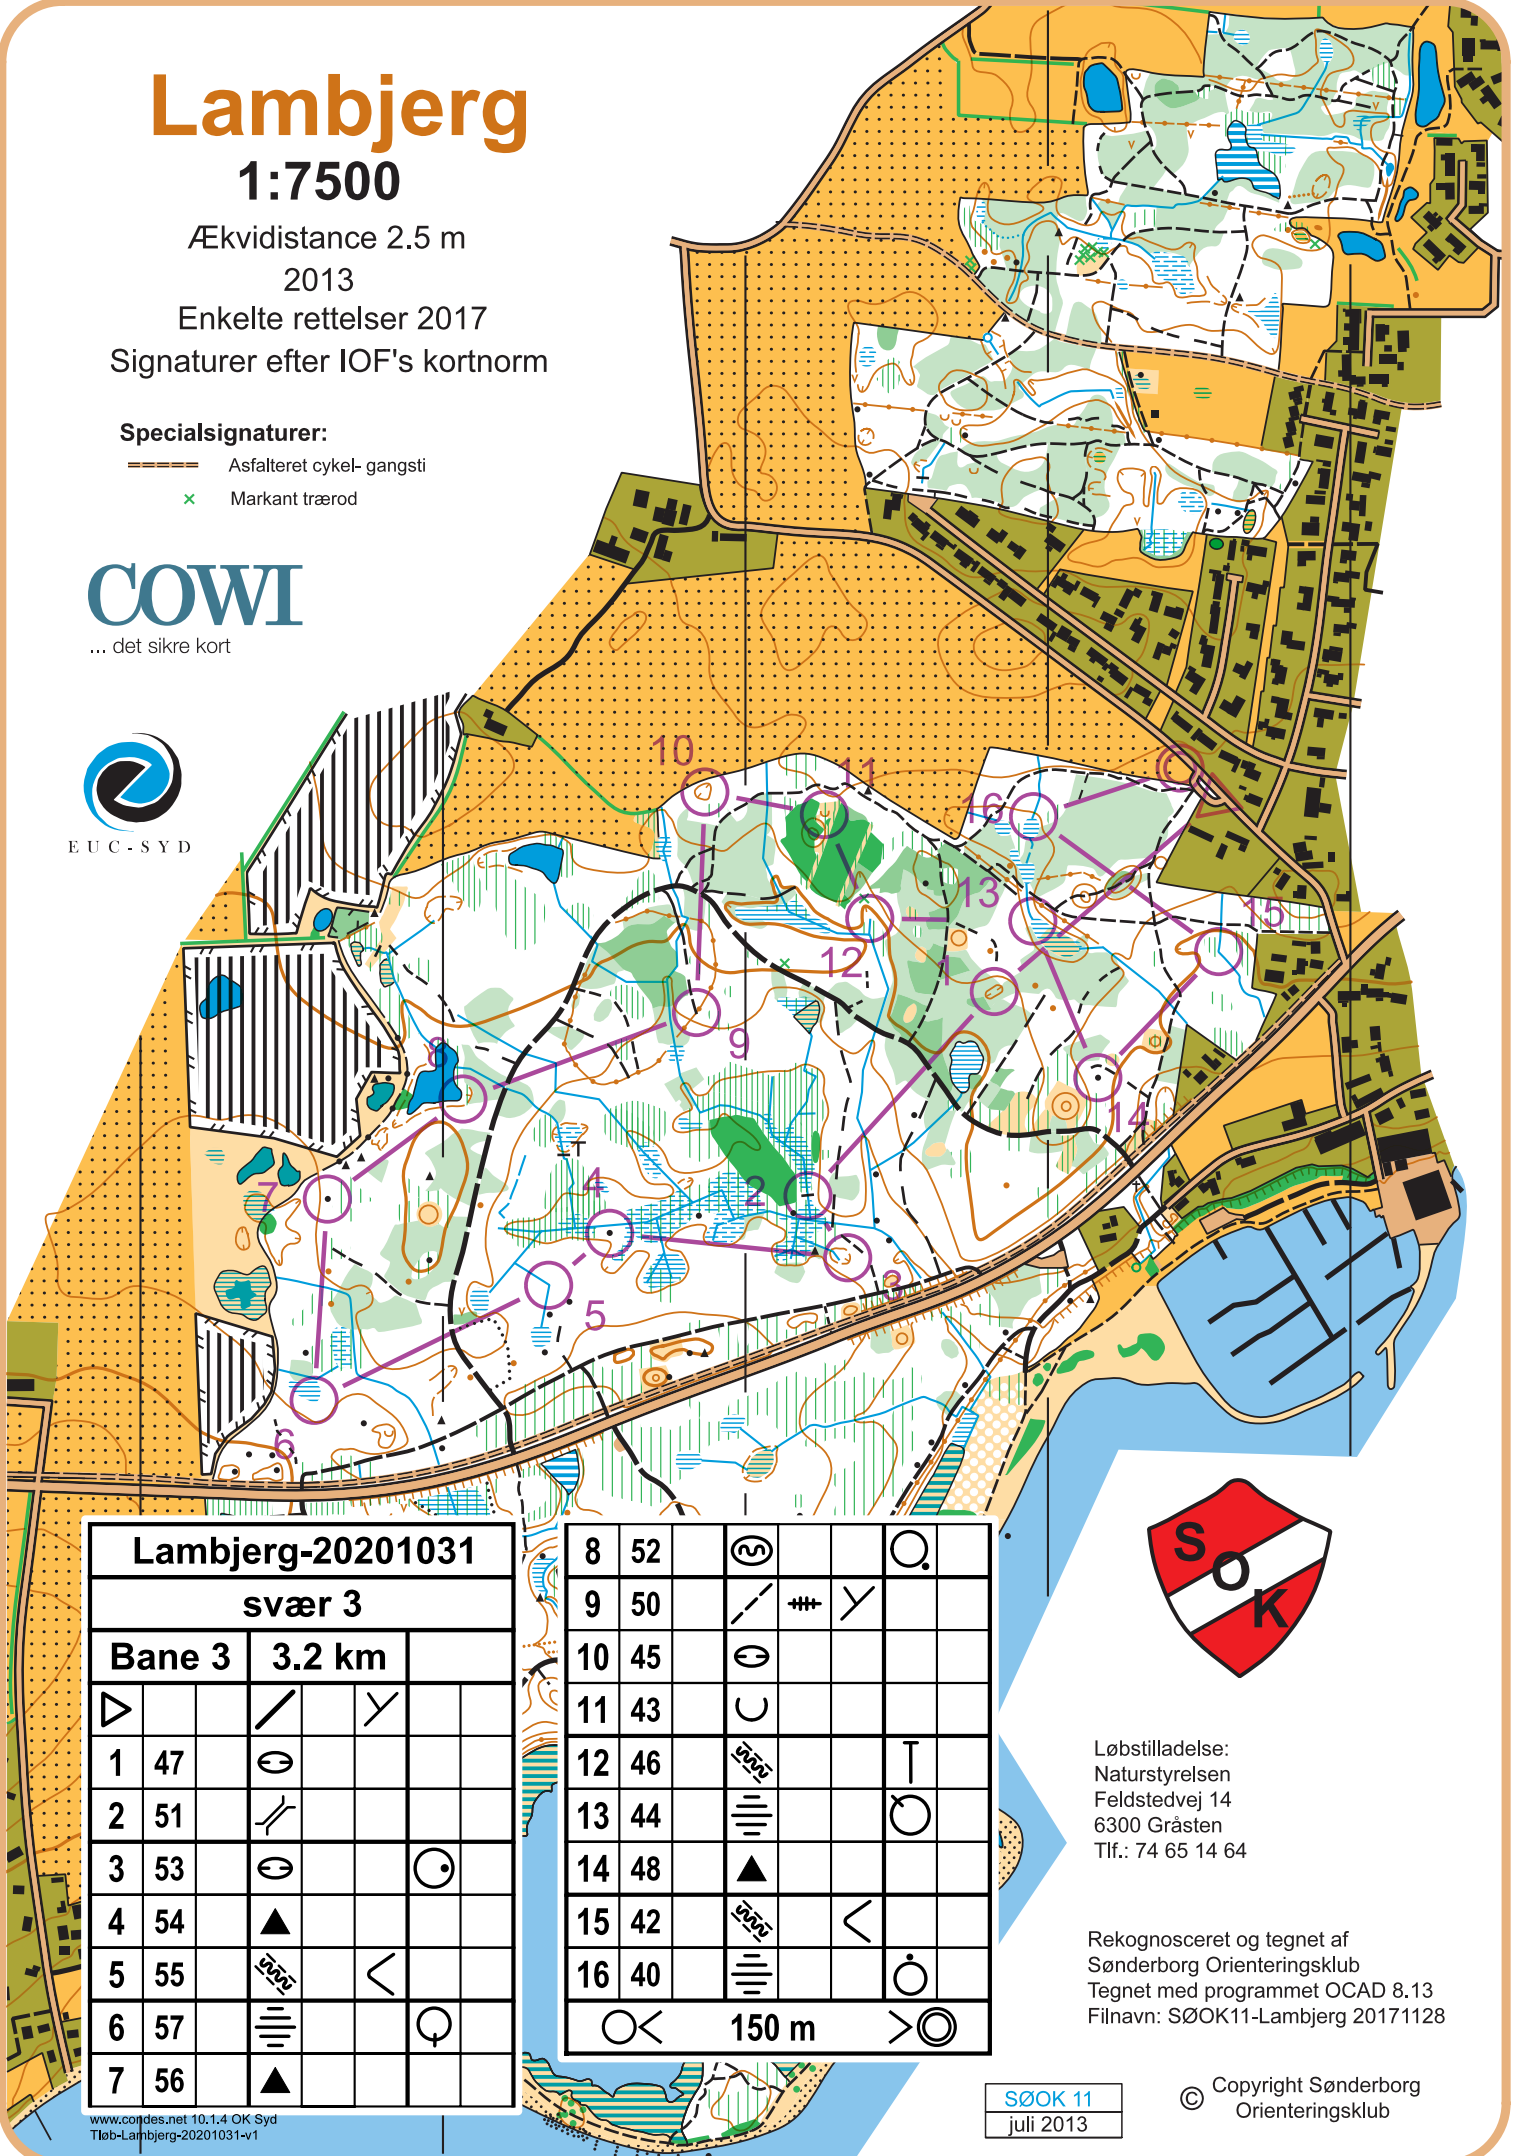 Lambjerg
1:7500
Ækvidistance 2.5 m
2013
Enkelte rettelser 2017
Signaturer efter IOF's kortnorm
Specialsignaturer:
Asfalteret cykel- gangsti
Markant trærod
COWI
... det sikre kort
EUC-SYD
10
11
16
13
15
12
1
9
8
14
7
4
2
3
5
6
Lambjerg-20201031
svær 3
Bane 3 3.2 km
1 47
2 51
3 53
4 54
5 55
6 57
7 56
8 52
9 50
10 45
11 43
12 46
13 44
14 48
15 42
16 40
150 m
www.condes.net 10.1.4 OK Syd
Tløb-Lambjerg-20201031-v1
SOK
Løbstilladelse:
Naturstyrelsen
Feldstedvej 14
6300 Gråsten
Tlf.: 74 65 14 64
Rekognosceret og tegnet af
Sønderborg Orienteringsklub
Tegnet med programmet OCAD 8.13
Filnavn: SØOK11-Lambjerg 20171128
SØOK 11
juli 2013
© Copyright Sønderborg
Orienteringsklub